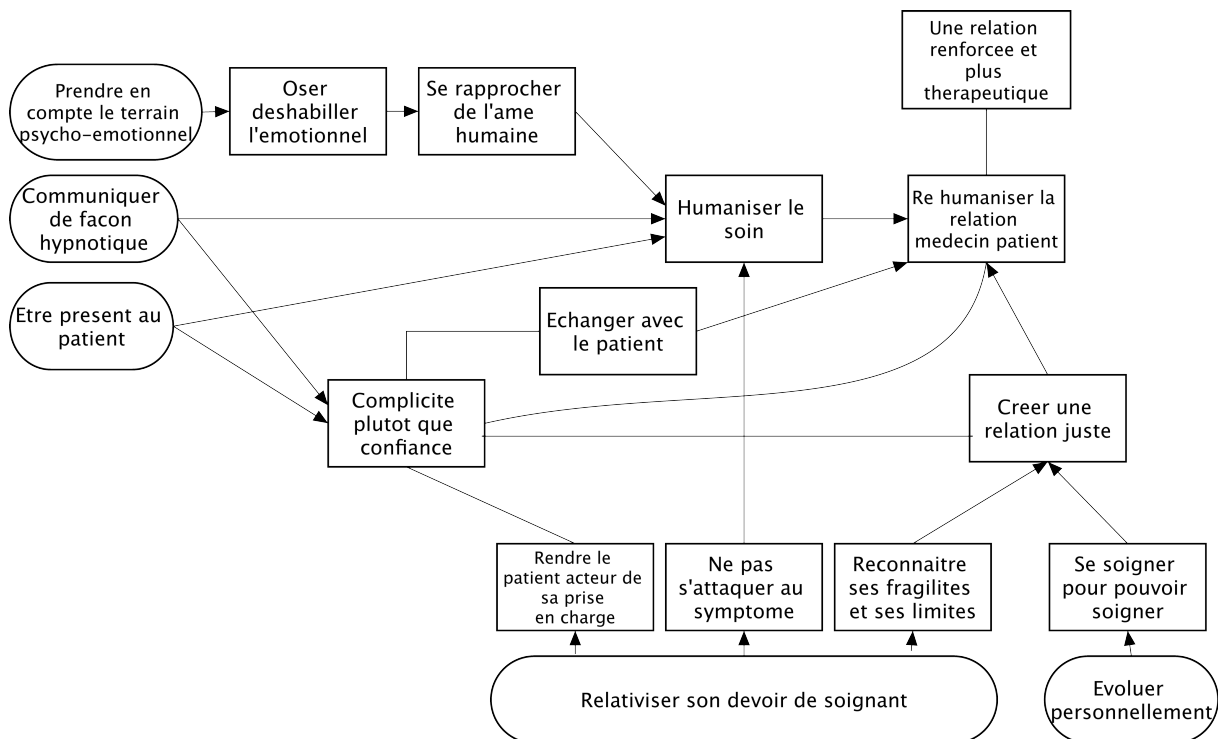 Une relation
renforcee et
plus
therapeutique
Prendre en
compte le terrain
psycho-emotionnel
Oser
deshabiller
l'emotionnel
Se rapprocher
de l'ame
humaine
Communiquer
de facon
hypnotique
Humaniser le
soin
Re humaniser la
relation
medecin patient
Etre present au
patient
Echanger avec
le patient
Complicite
plutot que
confiance
Creer une
relation juste
Rendre le
patient acteur de
sa prise
en charge
Ne pas
s'attaquer au
symptome
Reconnaitre
ses fragilites
et ses limites
Se soigner
pour pouvoir
soigner
Relativiser son devoir de soignant
Evoluer
personnellement